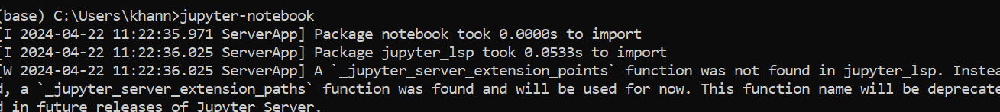 (base) C:\Users\khann>jupyter-notebook
[I 2024-04-22 11:22:35.971 ServerApp] Package notebook took 0.0000s to import
[I 2024-04-22 11:22:36.025 ServerApp] Package jupyter_lsp took 0.0533s to import
[W 2024-04-22 11:22:36.025 ServerApp] A `_jupyter_server_extension_points` function was not found in jupyter_lsp. Instea
d, a `_jupyter_server_extension_paths` function was found and will be used for now. This function name will be deprecate
d in future releases of Jupyter Server.